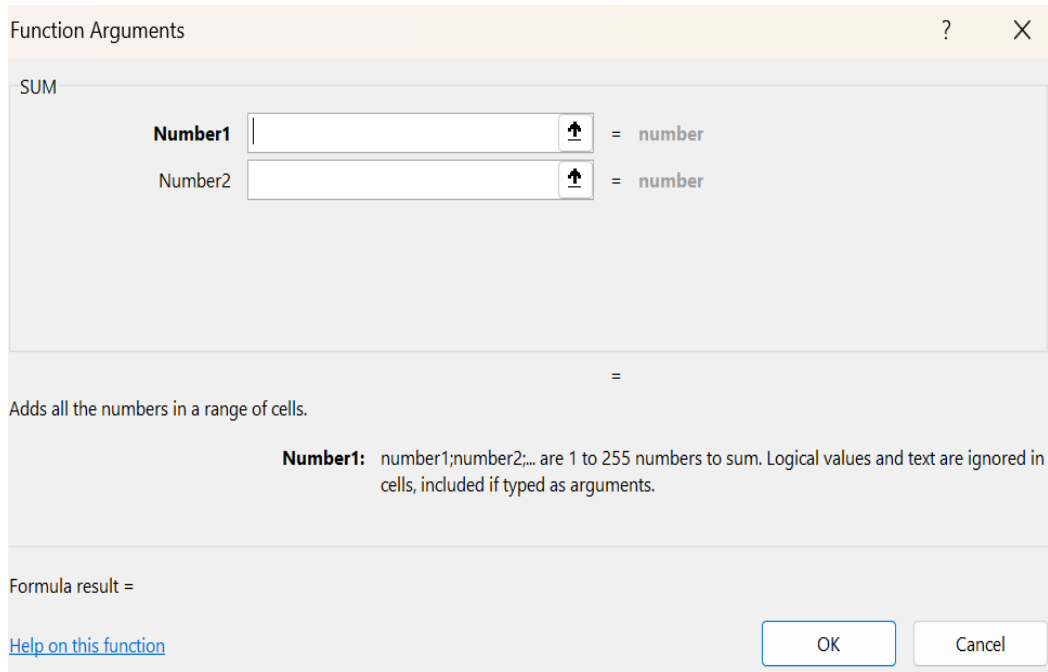 Function Arguments ?
SUM
Number1 = number
Number2 = number
=
Adds all the numbers in a range of cells.
Number1: number1;number2;... are 1 to 255 numbers to sum. Logical values and text are ignored in
cells, included if typed as arguments.
Formula result =
Help on this function OK Cancel